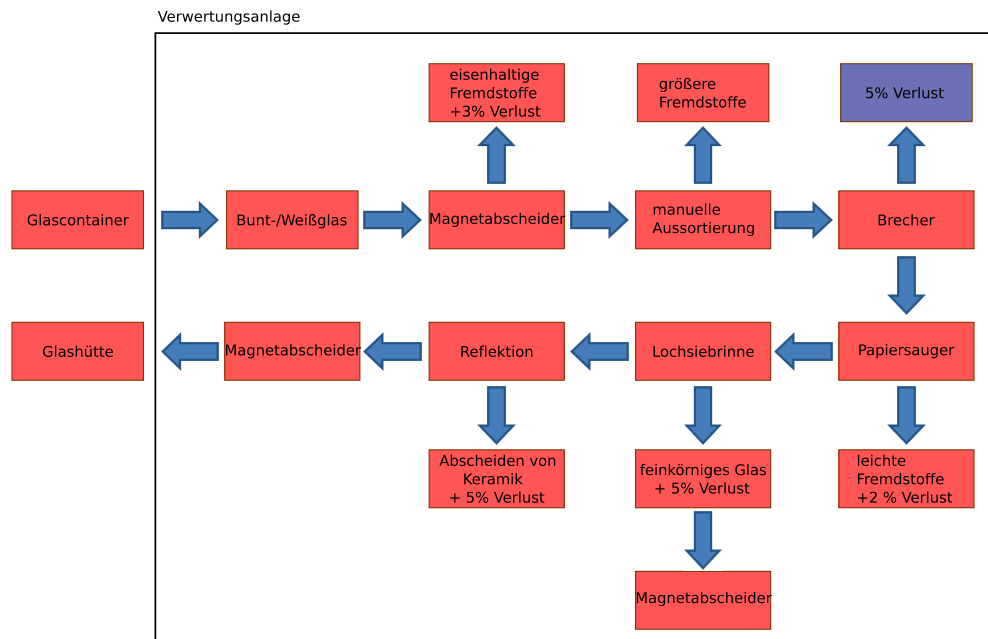 Verwertungsanlage
eisenhaltige
Fremdstoffe
+3% Verlust
größere
Fremdstoffe
5% Verlust
Glascontainer
Bunt-/Weißglas
Magnetabscheider
manuelle
Aussortierung
Brecher
Glashütte
Magnetabscheider
Reflektion
Lochsiebrinne
Papiersauger
Abscheiden von
Keramik
+ 5% Verlust
feinkörniges Glas
+ 5% Verlust
leichte
Fremdstoffe
+2 % Verlust
Magnetabscheider